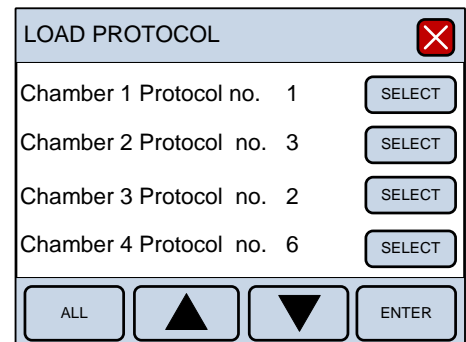 LOAD PROTOCOL
Chamber 1 Protocol no. 1 SELECT
Chamber 2 Protocol no. 3 SELECT
Chamber 3 Protocol no. 2 SELECT
Chamber 4 Protocol no. 6 SELECT
ALL ENTER